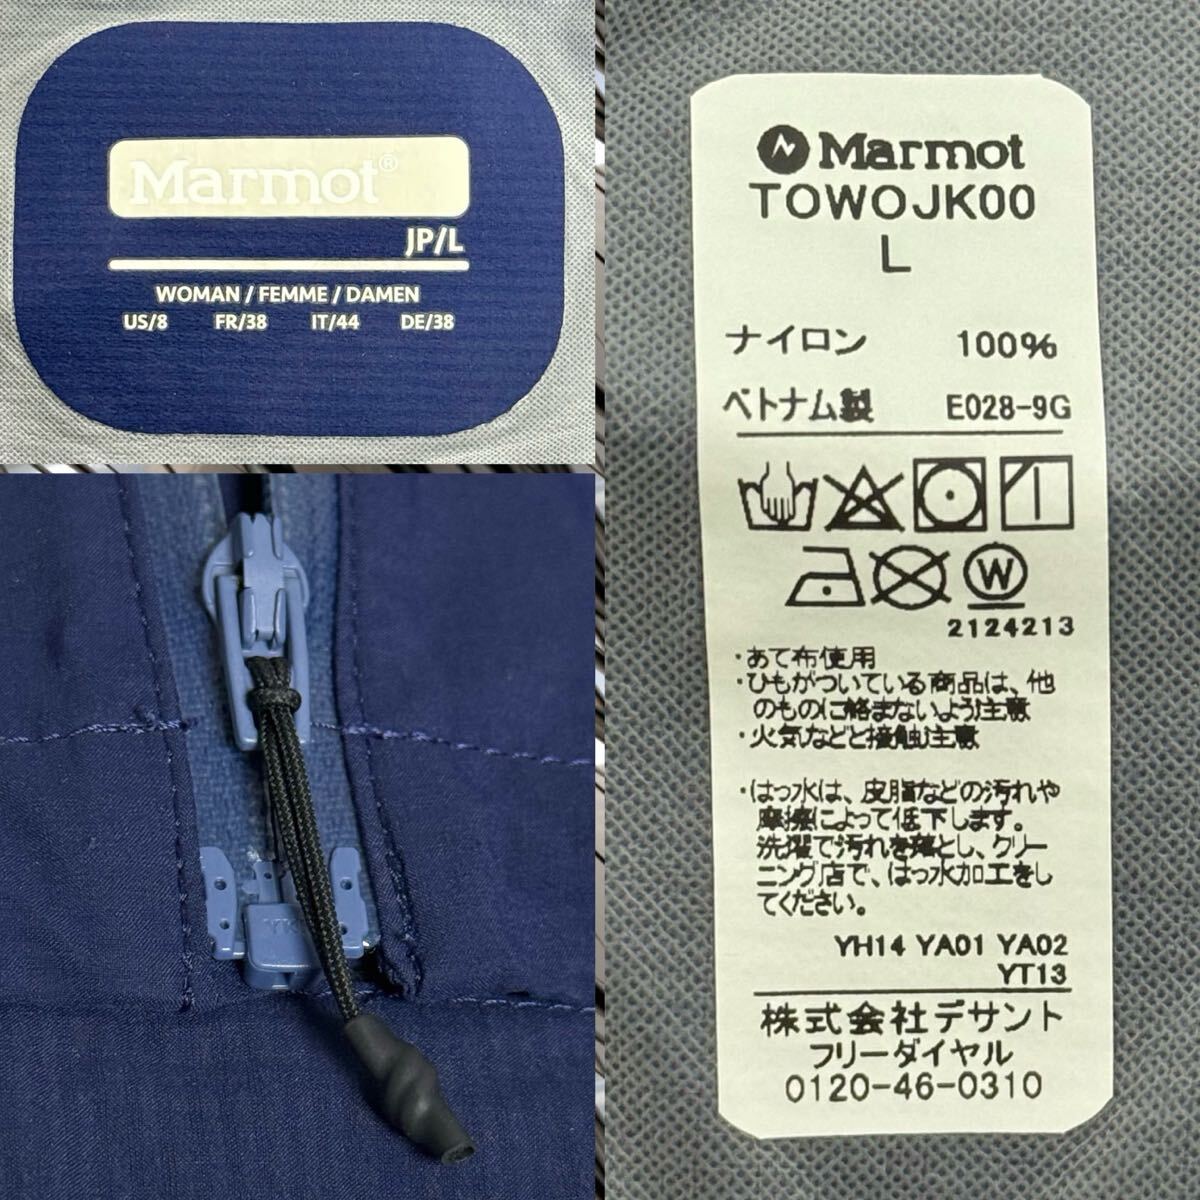 Marmot®
JP/L
WOMAN / FEMME / DAMEN
US/8 FR/38 IT/44 DE/38
Marmot
TOWOJK00
L
ナイロン 100%
ベトナム製 E028-9G
W
2124213
・あて布使用
・ひもがついている商品は、他
のものに絡まないよう注意
・火気などと接触注意
・はっ水は、皮脂などの汚れや
摩擦によって低下します。
洗濯で汚れを落とし、クリー
ニング店で、はっ水加工をし
てください。
YH14 YA01 YA02
YT13
株式会社デサント
フリーダイヤル
0120-46-0310